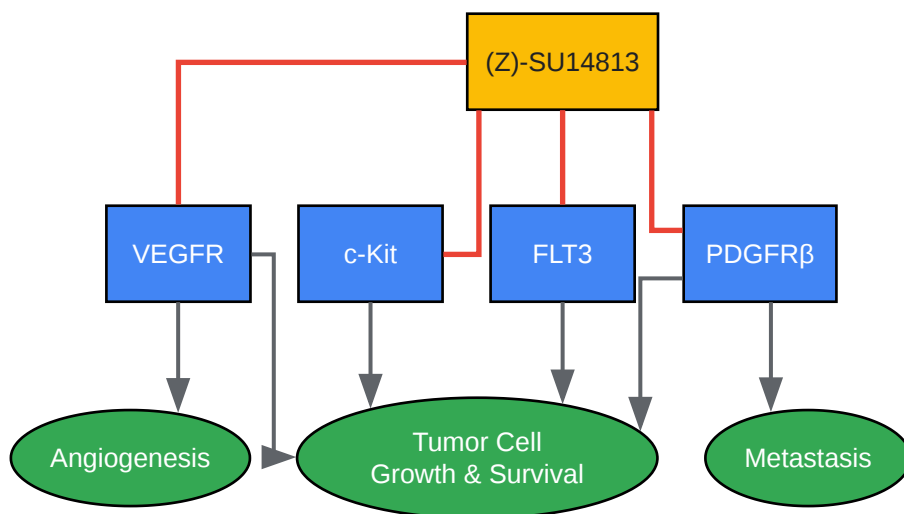 (Z)-SU14813
VEGFR
c-Kit
FLT3
PDGFRβ
Angiogenesis
Tumor Cell
Growth & Survival
Metastasis